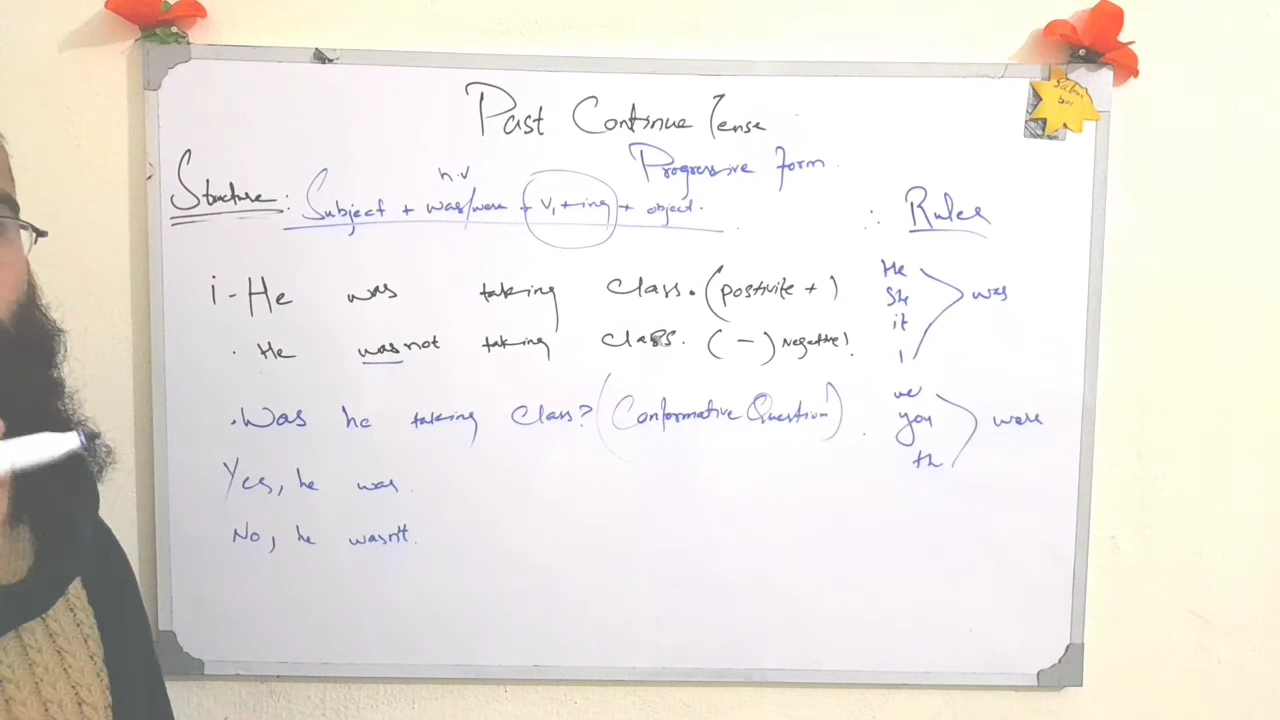 Past Continue Tense
Progressive form
h.v
Structure: Subject + was/were + V1+ing + object.
i- He was taking class. (postivite +)
. He was not taking class. (-) Negative!
. Was he taking class? (Conformative Question)
Yes, he was.
No, he wasn't.
: Rules
He
She
it
I
was
we
you
th
were